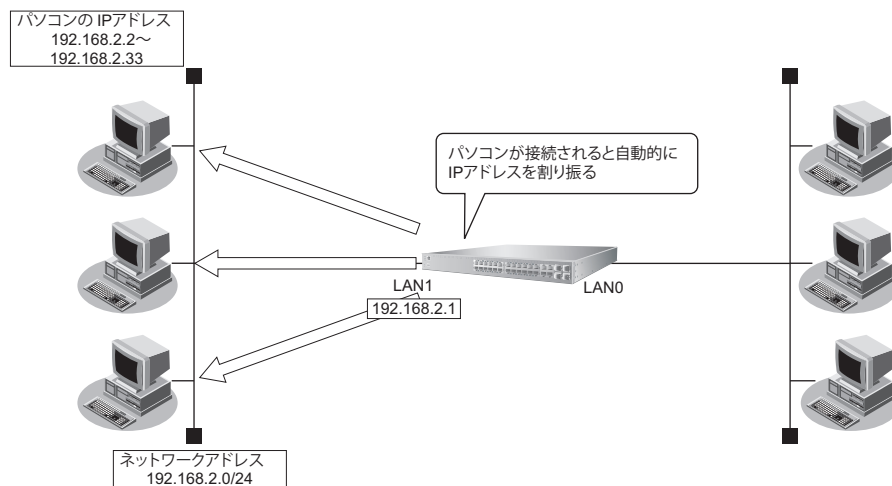 パソコンの IPアドレス
192.168.2.2～
192.168.2.33
パソコンが接続されると自動的に
IPアドレスを割り振る
LAN1
LAN0
192.168.2.1
ネットワークアドレス
192.168.2.0/24